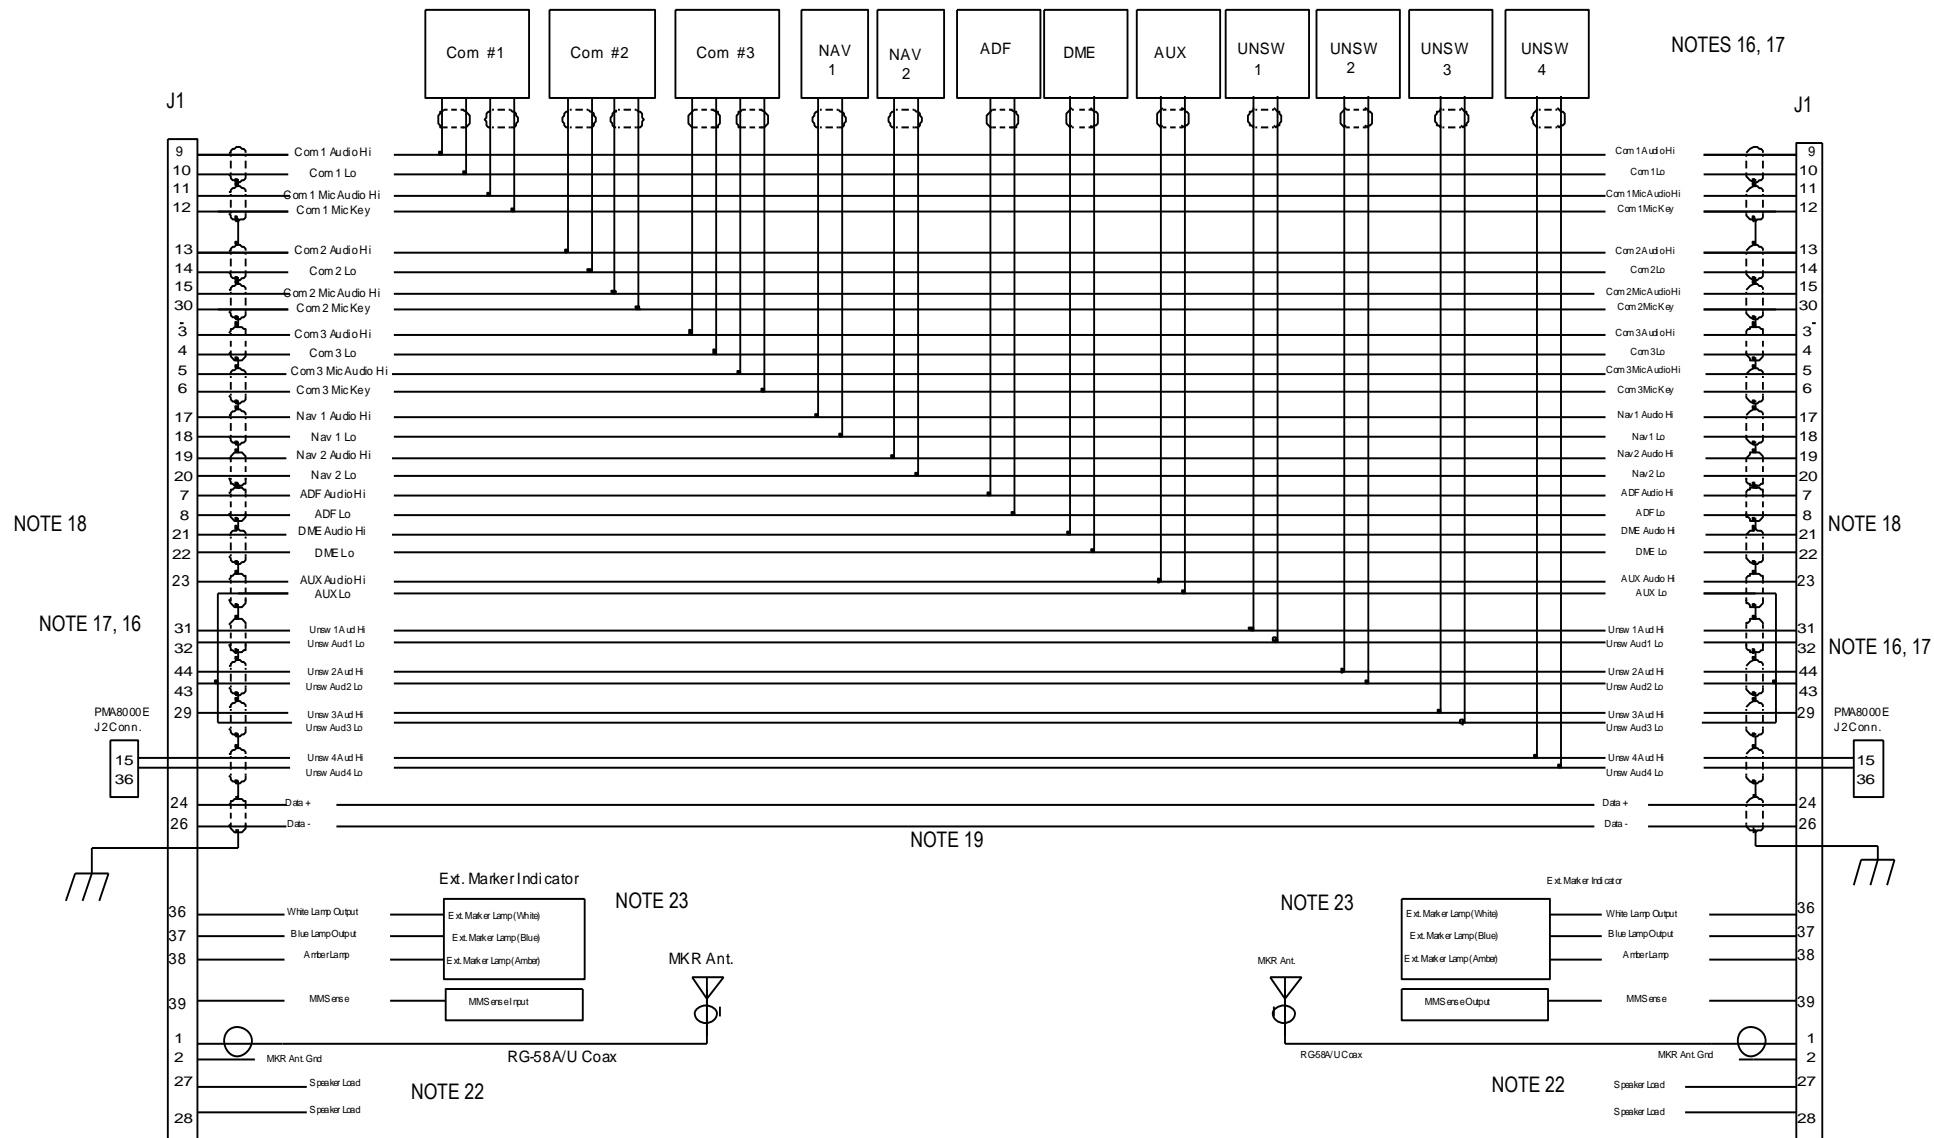 Com #1 Com #2 Com #3 NAV 1 NAV 2 ADF DME AUX UNSW 1 UNSW 2 UNSW 3 UNSW 4 NOTES 16, 17
J1 J1
9 Com 1 Audio Hi Com 1 Audio Hi 9
10 Com 1 Lo Com 1 Lo 10
11 Com 1 Mic Audio Hi Com 1 Mic Audio Hi 11
12 Com 1 Mic Key Com 1 Mic Key 12
13 Com 2 Audio Hi Com 2 Audio Hi 13
14 Com 2 Lo Com 2 Lo 14
15 Com 2 Mic Audio Hi Com 2 Mic Audio Hi 15
30 Com 2 Mic Key Com 2 Mic Key 30
3 Com 3 Audio Hi Com 3 Audio Hi 3
4 Com 3 Lo Com 3 Lo 4
5 Com 3 Mic Audio Hi Com 3 Mic Audio Hi 5
6 Com 3 Mic Key Com 3 Mic Key 6
17 Nav 1 Audio Hi Nav 1 Audio Hi 17
18 Nav 1 Lo Nav 1 Lo 18
19 Nav 2 Audio Hi Nav 2 Audio Hi 19
20 Nav 2 Lo Nav 2 Lo 20
7 ADF Audio Hi ADF Audio Hi 7
8 ADF Lo ADF Lo 8
NOTE 18 NOTE 18
21 DME Audio Hi DME Audio Hi 21
22 DME Lo DME Lo 22
23 AUX Audio Hi AUX Audio Hi 23
AUX Lo AUX Lo
NOTE 17, 16
31 Unsw 1 Aud Hi Unsw 1 Aud Hi 31
32 Unsw Aud1 Lo Unsw Aud1 Lo 32
NOTE 16, 17
44 Unsw 2 Aud Hi Unsw 2 Aud Hi 44
43 Unsw Aud2 Lo Unsw Aud2 Lo 43
29 Unsw 3 Aud Hi Unsw 3 Aud Hi 29
Unsw Aud3 Lo Unsw Aud3 Lo
PMA8000E PMA8000E
J2 Conn. J2 Conn.
15 Unsw 4 Aud Hi Unsw 4 Aud Hi 15
36 Unsw Aud4 Lo Unsw Aud4 Lo 36
24 Data + Data + 24
26 Data - Data - 26
NOTE 19
Ext. Marker Indicator Ext. Marker Indicator
NOTE 23 NOTE 23
36 White Lamp Output Ext. Marker Lamp (White) Ext. Marker Lamp (White) White Lamp Output 36
37 Blue Lamp Output Ext. Marker Lamp (Blue) Ext. Marker Lamp (Blue) Blue Lamp Output 37
38 Amber Lamp Ext. Marker Lamp (Amber) Ext. Marker Lamp (Amber) Amber Lamp 38
MKR Ant. MKR Ant.
39 MM Sense MM Sense Input MM Sense Output MM Sense 39
1 1
2 MKR Ant. Gnd RG-58A/U Coax RG-58A/U Coax MKR Ant. Gnd 2
27 Speaker Load NOTE 22 NOTE 22 Speaker Load 27
28 Speaker Load Speaker Load 28